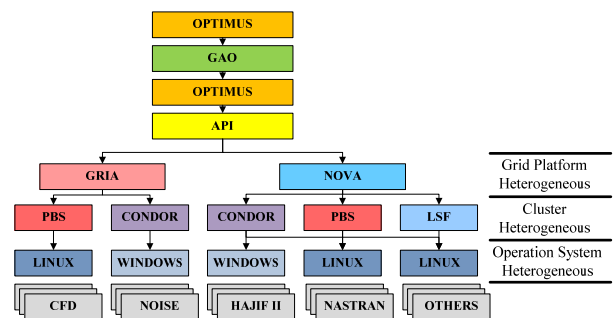 OPTIMUS
GAO
OPTIMUS
API
GRIA
NOVA
Grid Platform
Heterogeneous
PBS
CONDOR
CONDOR
PBS
LSF
Cluster
Heterogeneous
LINUX
WINDOWS
WINDOWS
LINUX
LINUX
Operation System
Heterogeneous
CFD
NOISE
HAJIF II
NASTRAN
OTHERS